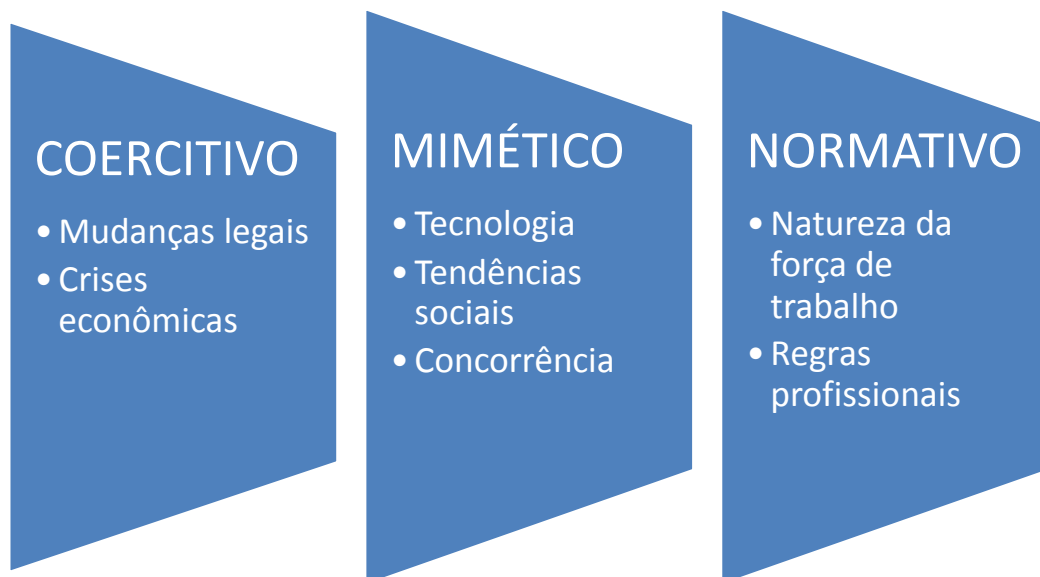 COERCITIVO
• Mudanças legais
• Crises
econômicas
MIMÉTICO
• Tecnologia
• Tendências
sociais
• Concorrência
NORMATIVO
• Natureza da
força de
trabalho
• Regras
profissionais